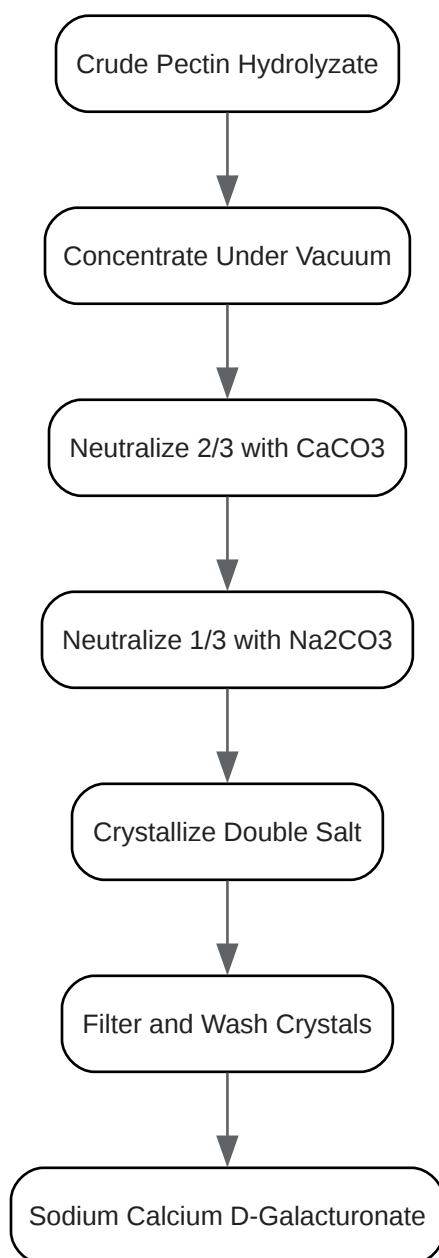 Crude Pectin Hydrolyzate
Concentrate Under Vacuum
Neutralize 2/3 with CaCO3
Neutralize 1/3 with Na2CO3
Crystallize Double Salt
Filter and Wash Crystals
Sodium Calcium D-Galacturonate